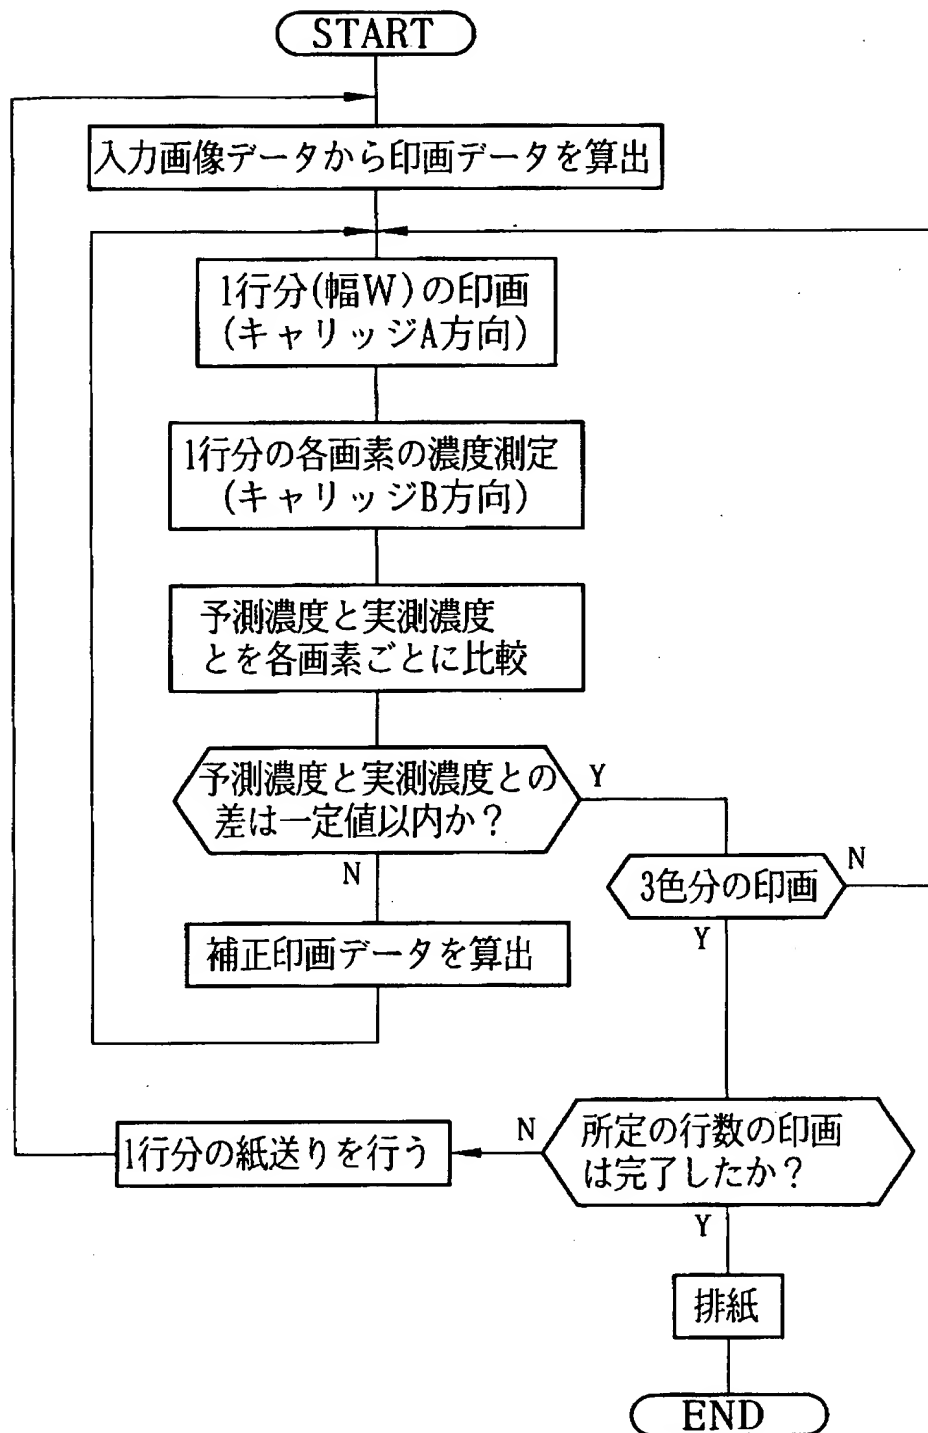 START
入力画像データから印画データを算出
1行分(幅W)の印画
(キャリッジA方向)
1行分の各画素の濃度測定
(キャリッジB方向)
予測濃度と実測濃度
とを各画素ごとに比較
予測濃度と実測濃度との
差は一定値以内か?
Y
N
3色分の印画
N
Y
補正印画データを算出
所定の行数の印画
は完了したか?
N
1行分の紙送りを行う
Y
排紙
END